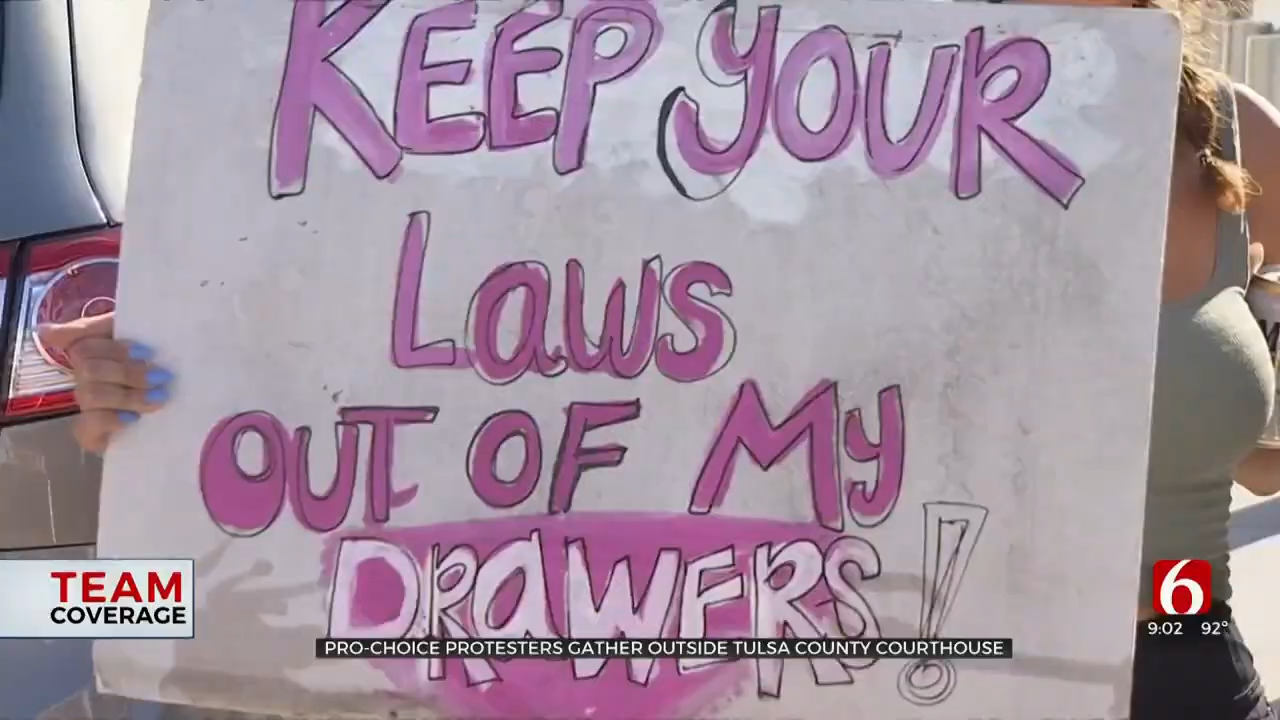 KEEP YOUR
Laws
OUT OF My
DRAWERS!
TEAM
COVERAGE
6
9:02 92°
PRO-CHOICE PROTESTERS GATHER OUTSIDE TULSA COUNTY COURTHOUSE